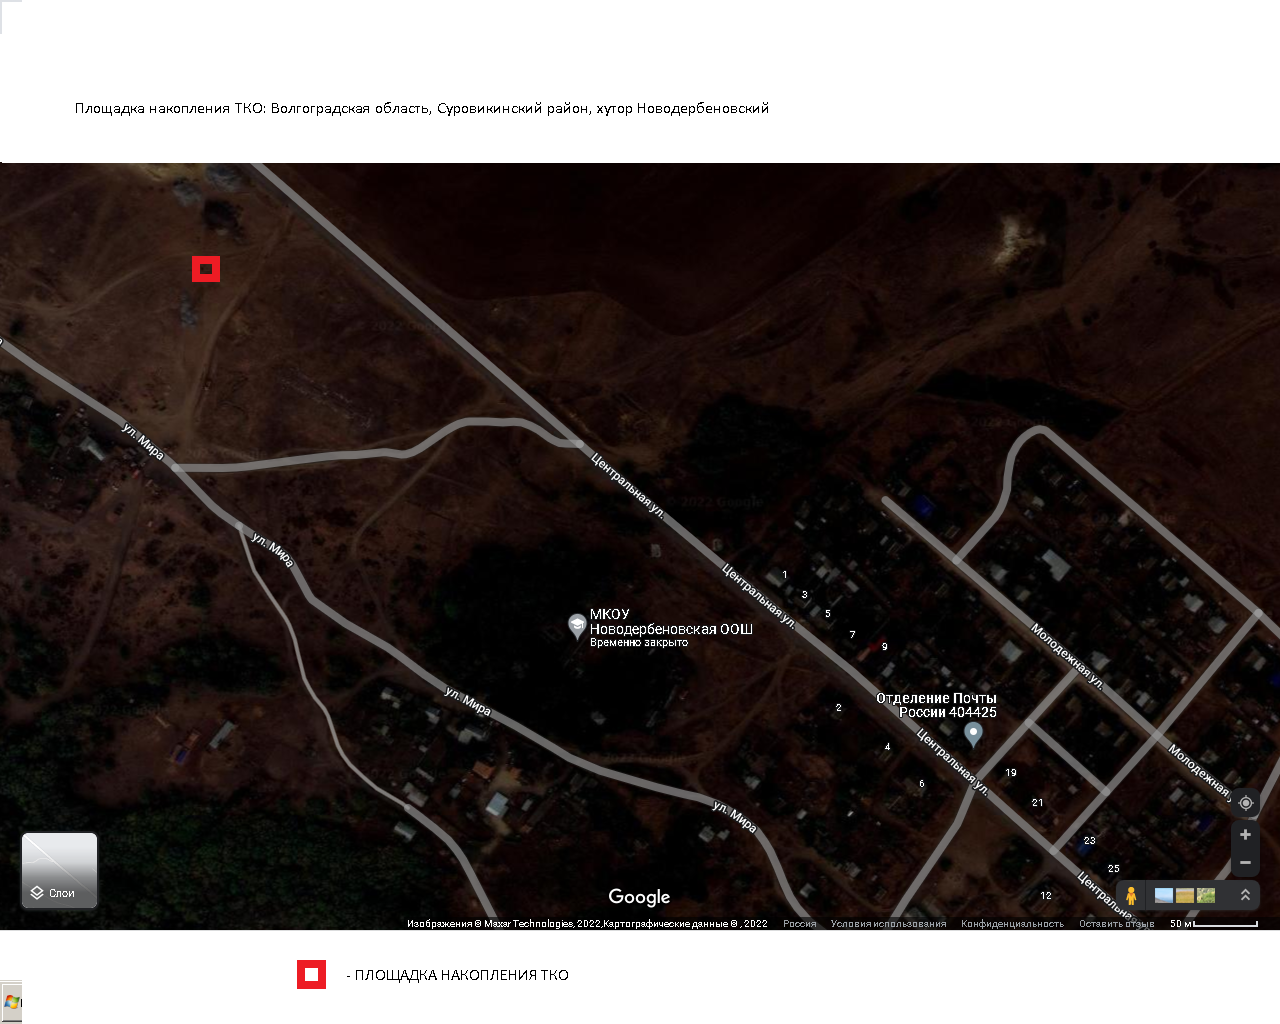 Площадка накопления ТКО: Волгоградская область, Суровикинский район, хутор Новодербеновский
ул. Мира
Центральная ул.
ул. Мира
Центральная ул.
1
3
5
7
9
МКОУ
Новодербеновская ООШ
Временно закрыто
Молодежная ул.
ул. Мира
2
Отделение Почты
России 404425
4
6
Центральная ул.
19
21
Молодежная
ул. Мира
23
25
12
Центральная
Слои
Google
Изображения © Maxar Technologies, 2022,Картографические данные © , 2022 Россия Условия использования Конфиденциальность Оставить отзыв 50 м
- ПЛОЩАДКА НАКОПЛЕНИЯ ТКО